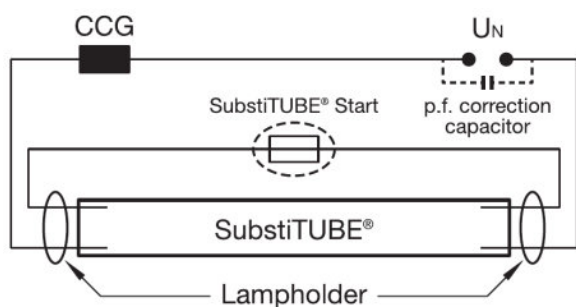 CCG
UN
SubstiTUBE® Start
p.f. correction
capacitor
SubstiTUBE®
Lampholder